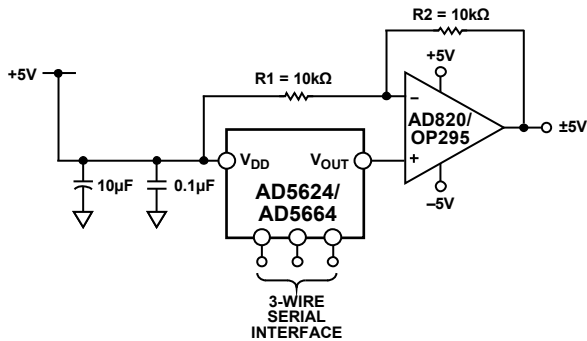 R2 = 10kΩ
+5V
R1 = 10kΩ
+5V
–
AD820/
OP295
±5V
+
–5V
VDD
VOUT
AD5624/
AD5664
10µF
0.1µF
3-WIRE
SERIAL
INTERFACE